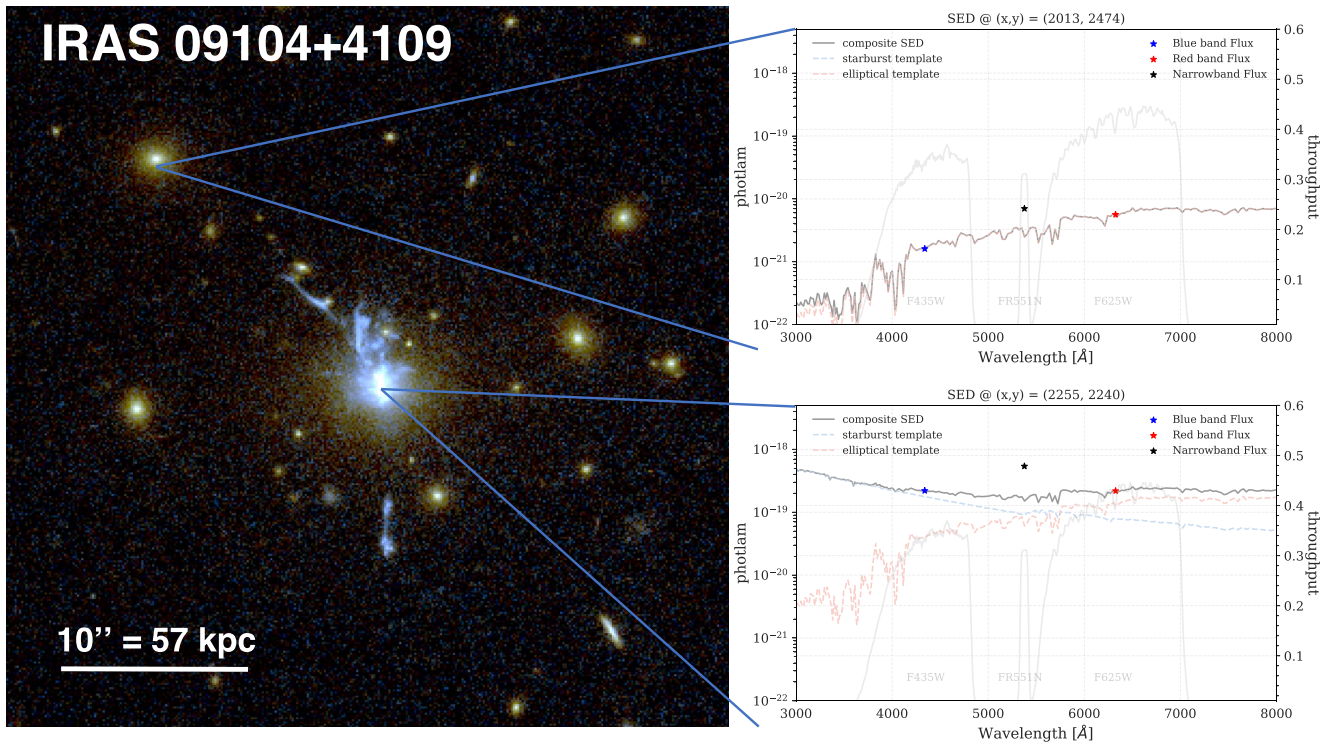 IRAS 09104+4109
10’’ = 57 kpc
SED @ (x,y) = (2013, 2474)
composite SED
starburst template
elliptical template
Blue band Flux
Red band Flux
Narrowband Flux
10⁻¹⁸
10⁻¹⁹
10⁻²⁰
10⁻²¹
10⁻²²
photlam
0.6
0.5
0.4
0.3
0.2
0.1
throughput
F435W FR551N F625W
3000 4000 5000 6000 7000 8000
Wavelength [Å]
SED @ (x,y) = (2255, 2240)
composite SED
starburst template
elliptical template
Blue band Flux
Red band Flux
Narrowband Flux
10⁻¹⁸
10⁻¹⁹
10⁻²⁰
10⁻²¹
10⁻²²
photlam
0.6
0.5
0.4
0.3
0.2
0.1
throughput
F435W FR551N F625W
3000 4000 5000 6000 7000 8000
Wavelength [Å]